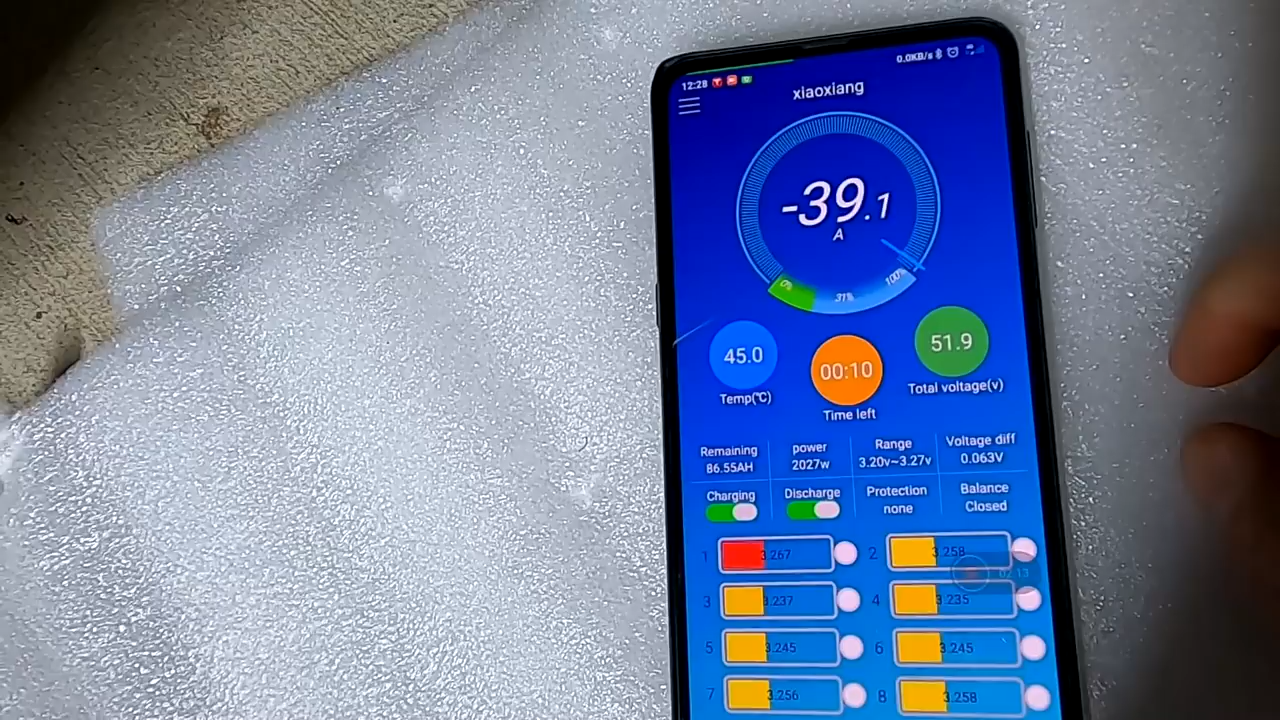 12:28
0.0KB/s
xiaoxiang
-39.1
A
0%
31%
100%
45.0
Temp(℃)
00:10
Time left
51.9
Total voltage(v)
Remaining
86.55AH
power
2027w
Range
3.20v~3.27v
Voltage diff
0.063V
Charging
Discharge
Protection
none
Balance
Closed
1 3.267
2 3.258
02:13
3 3.237
4 3.235
5 3.245
6 3.245
7 3.256
8 3.258